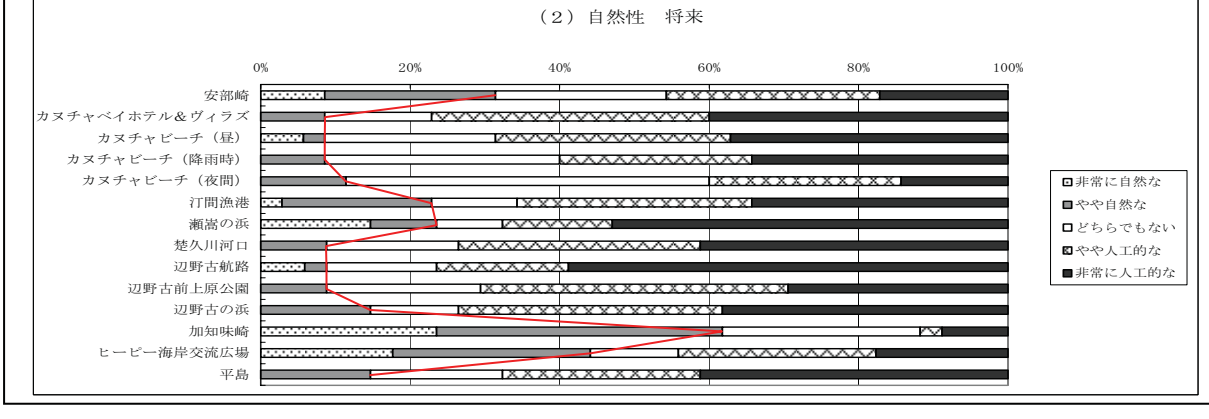 (2) 自然性　将来
0% 20% 40% 60% 80% 100%
安部崎
カヌチャベイホテル＆ヴィラズ
カヌチャビーチ（昼）
カヌチャビーチ（降雨時）
カヌチャビーチ（夜間）
汀間漁港
瀬嵩の浜
楚久川河口
辺野古航路
辺野古前上原公園
辺野古の浜
加知味崎
ヒーピー海岸交流広場
平島
非常に自然な
やや自然な
どちらでもない
やや人工的な
非常に人工的な